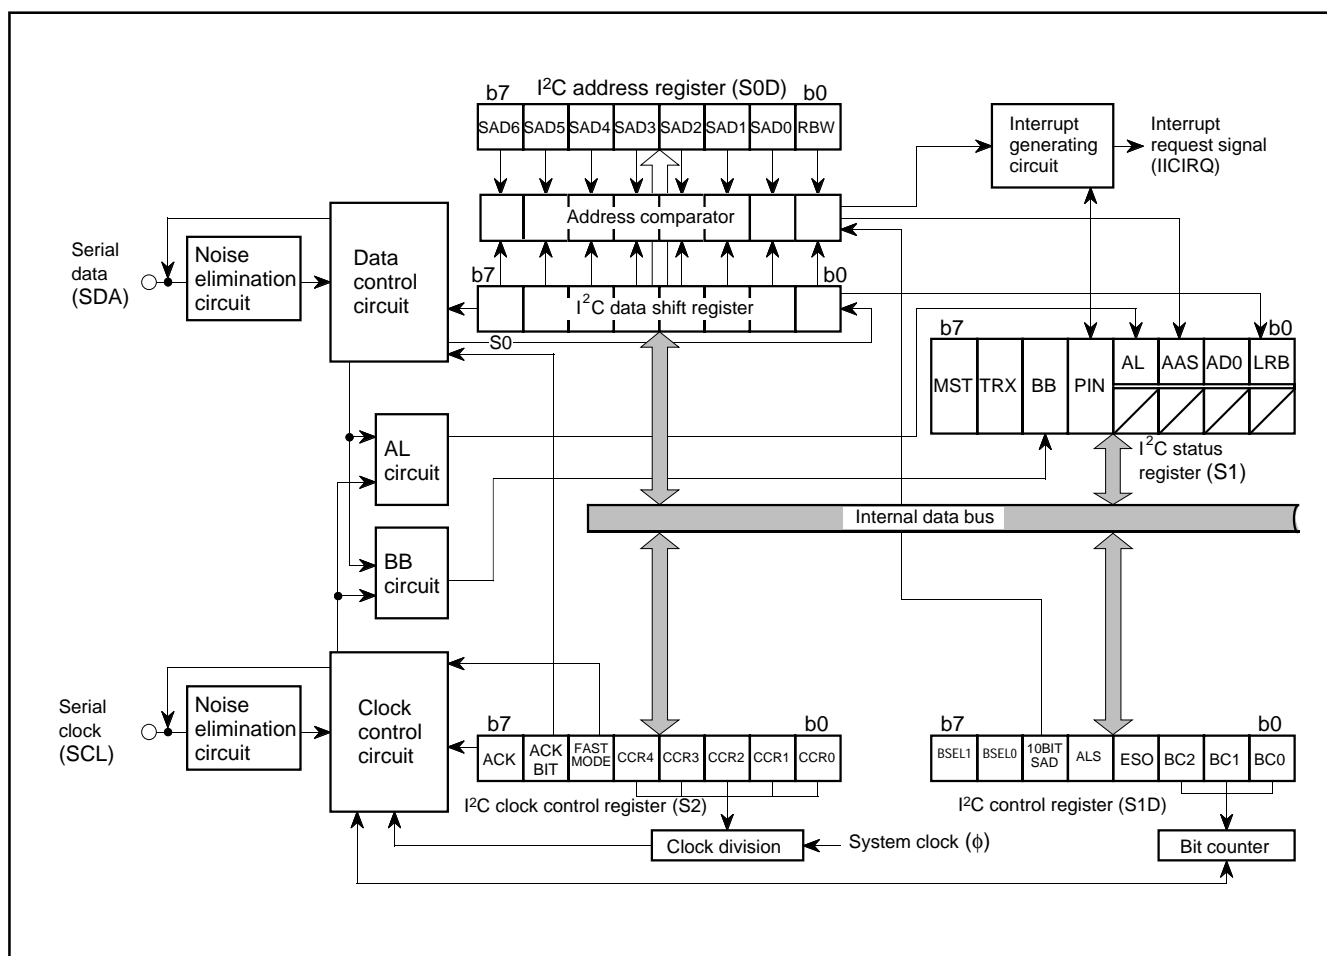 I²C address register (S0D)
b7
b0
SAD6 SAD5 SAD4 SAD3 SAD2 SAD1 SAD0 RBW
Interrupt
generating
circuit
Interrupt
request signal
(IICIRQ)
Address comparator
Serial
data
(SDA)
Noise
elimination
circuit
Data
control
circuit
b7
b0
I²C data shift register
S0
b7
b0
MST TRX BB PIN AL AAS AD0 LRB
I²C status
register (S1)
AL
circuit
Internal data bus
BB
circuit
Serial
clock
(SCL)
Noise
elimination
circuit
Clock
control
circuit
b7
b0
ACK
ACK
BIT
FAST
MODE
CCR4 CCR3 CCR2 CCR1 CCR0
I²C clock control register (S2)
b7
b0
BSEL1 BSEL0
10BIT
SAD
ALS ESO BC2 BC1 BC0
I²C control register (S1D)
Clock division
System clock (ϕ)
Bit counter